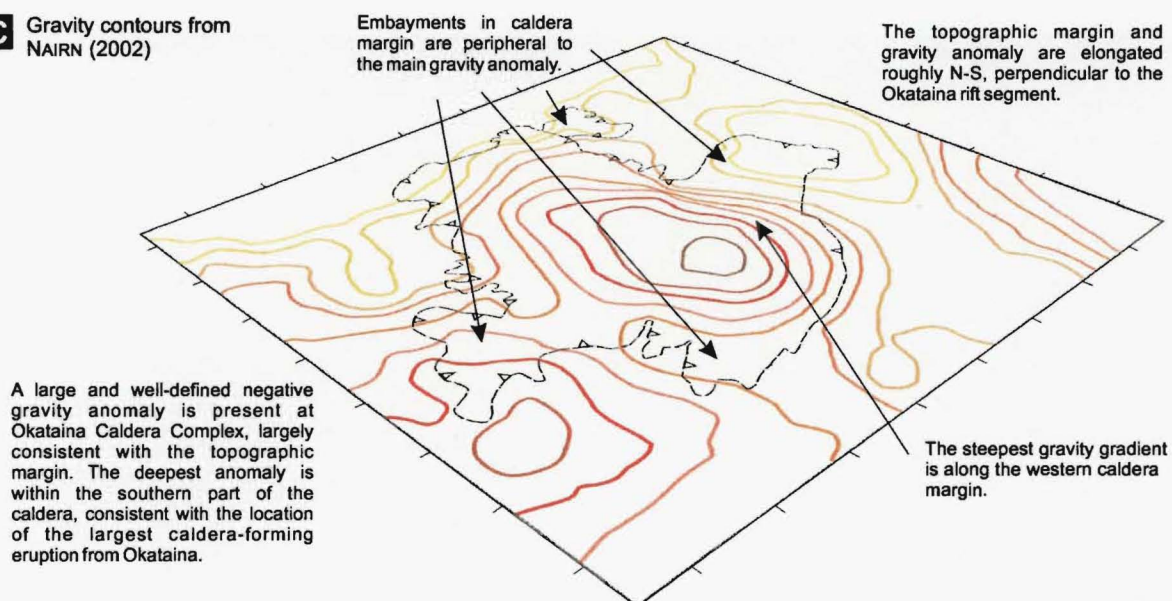 C Gravity contours from
NAIRN (2002)
Embayments in caldera
margin are peripheral to
the main gravity anomaly.
The topographic margin and
gravity anomaly are elongated
roughly N-S, perpendicular to the
Okataina rift segment.
A large and well-defined negative
gravity anomaly is present at
Okataina Caldera Complex, largely
consistent with the topographic
margin. The deepest anomaly is
within the southern part of the
caldera, consistent with the location
of the largest caldera-forming
eruption from Okataina.
The steepest gravity gradient
is along the western caldera
margin.